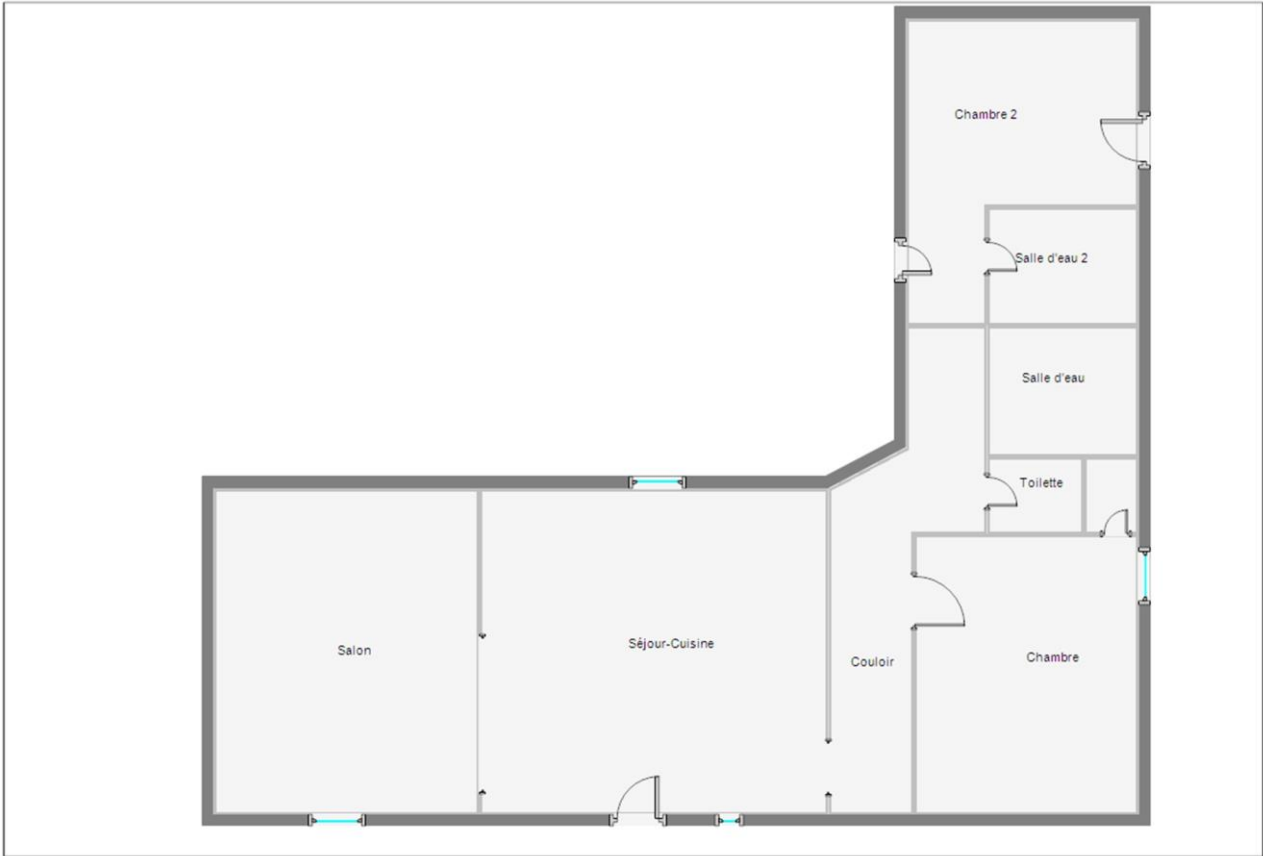 Chambre 2
Salle d'eau 2
Salle d'eau
Toilette
Salon
Séjour-Cuisine
Couloir
Chambre